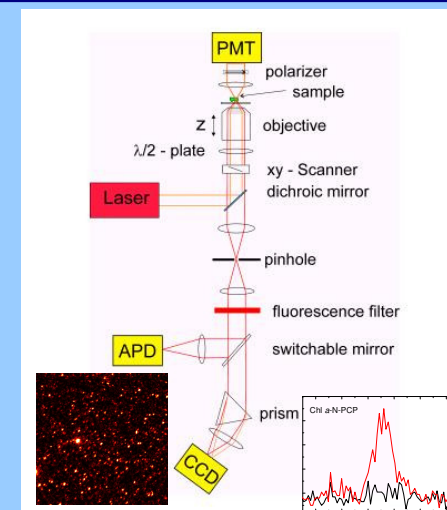 PMT
polarizer
sample
z
objective
λ/2 - plate
xy - Scanner
Laser
dichroic mirror
pinhole
fluorescence filter
APD
switchable mirror
prism
Chl a-N-PCP
CCD